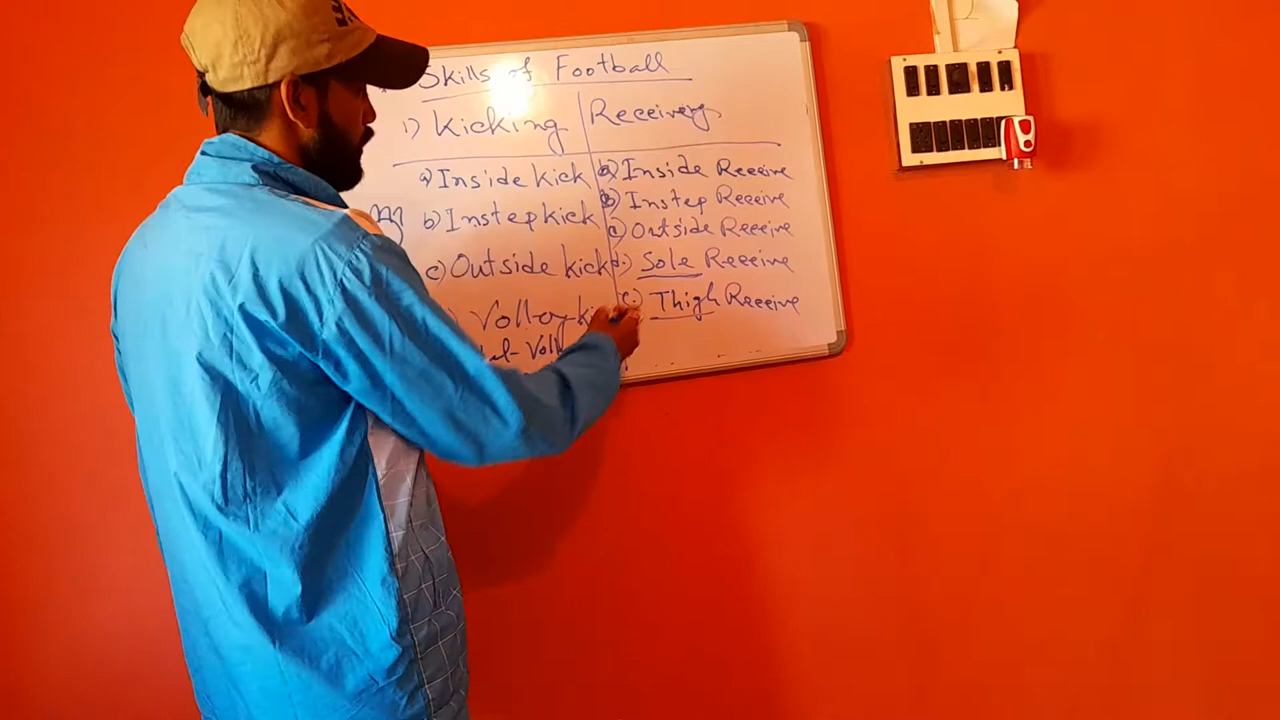 Skills of Football
1) Kicking
Receiving
a) Inside Kick
b) Instep kick
c) Outside kick
Volley
a) Inside Receive
b) Instep Receive
c) Outside Receive
d.) Sole Receive
e.) Thigh Receive